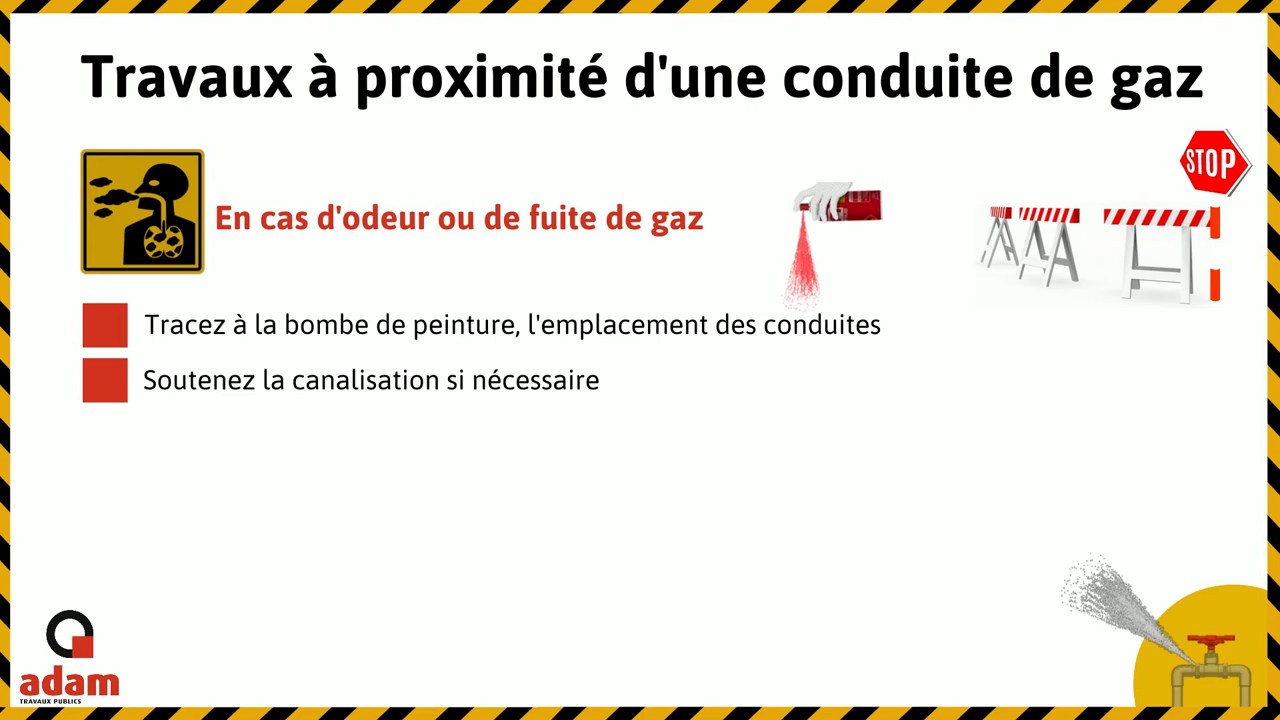 Travaux à proximité d'une conduite de gaz
STOP
En cas d'odeur ou de fuite de gaz
Tracez à la bombe de peinture, l'emplacement des conduites
Soutenez la canalisation si nécessaire
adam
TRAVAUX PUBLICS